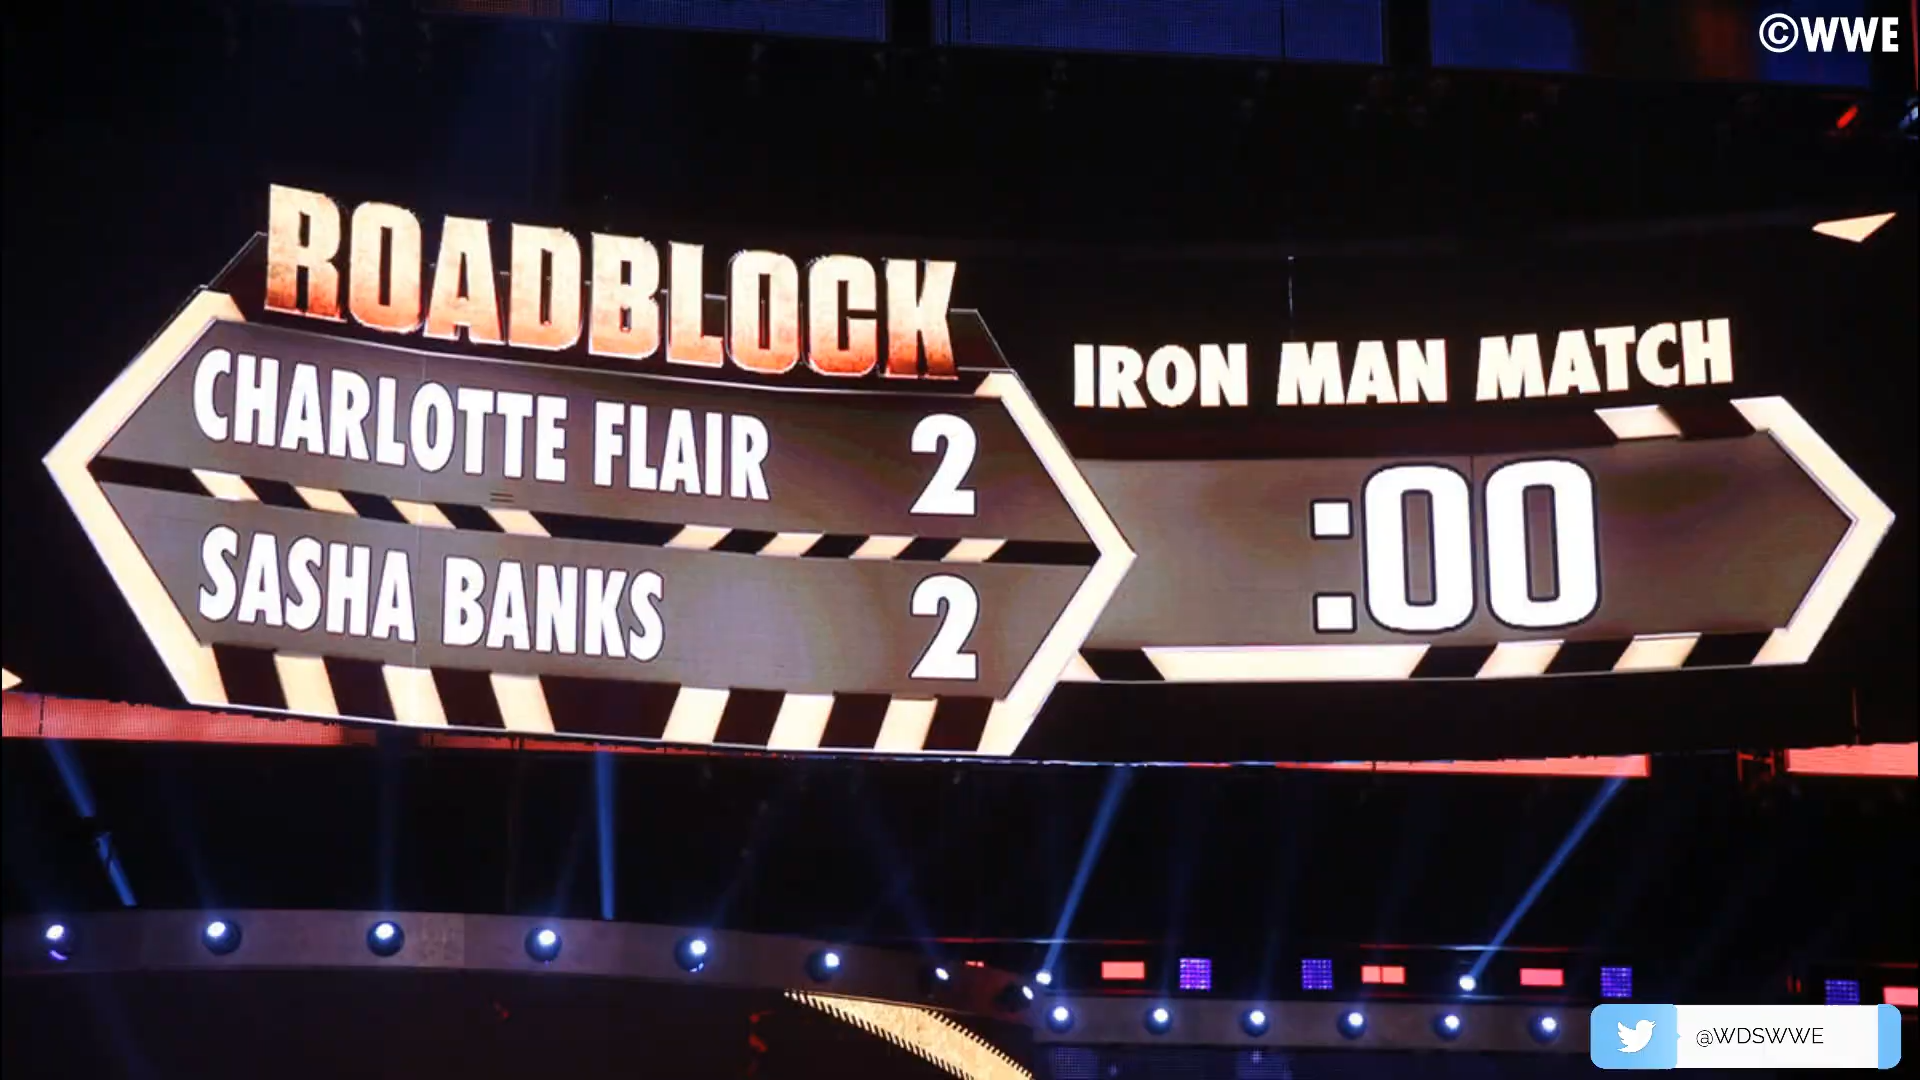 ©WWE
ROADBLOCK
CHARLOTTE FLAIR 2
SASHA BANKS 2
IRON MAN MATCH
:00
@WDSWWE